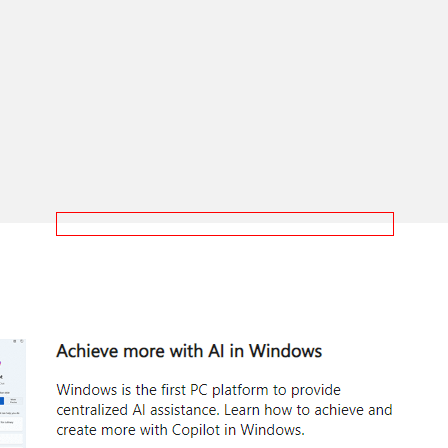 Achieve more with AI in Windows
Windows is the first PC platform to provide
centralized AI assistance. Learn how to achieve and
create more with Copilot in Windows.